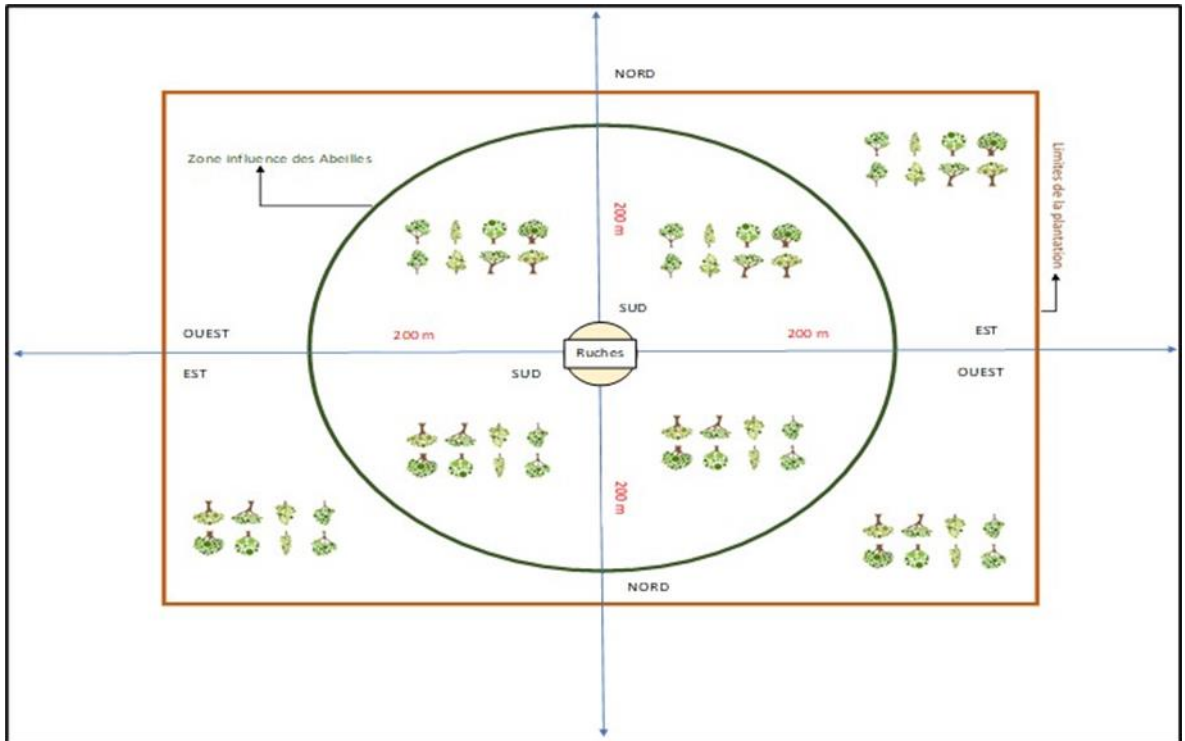 NORD
Zone influence des Abeilles
Limites de la plantation
200 m
SUD
OUEST
200 m
200 m
EST
Ruches
EST
SUD
OUEST
200 m
NORD